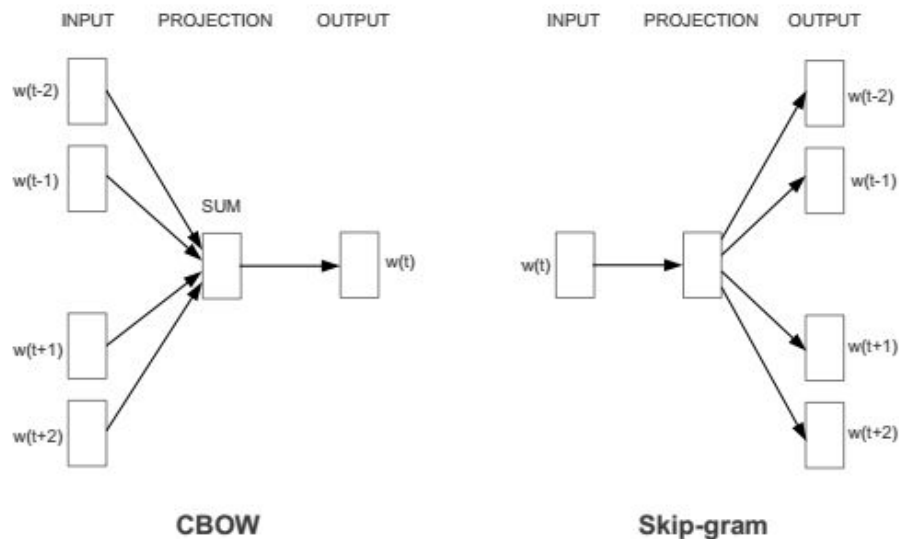 INPUT PROJECTION OUTPUT
w(t-2)
w(t-1)
SUM
w(t)
w(t+1)
w(t+2)
CBOW
INPUT PROJECTION OUTPUT
w(t-2)
w(t-1)
w(t)
w(t+1)
w(t+2)
Skip-gram